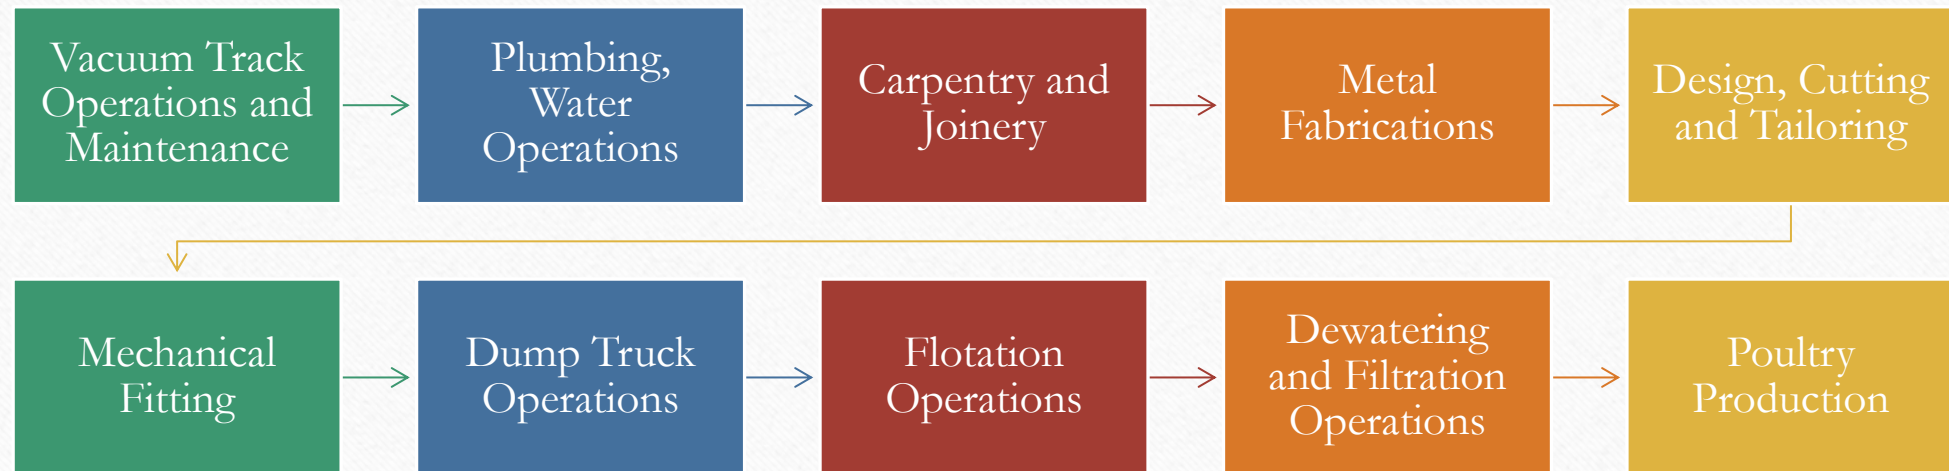 Vacuum Track
Operations and
Maintenance
Plumbing,
Water
Operations
Carpentry and
Joinery
Metal
Fabrications
Design, Cutting
and Tailoring
Mechanical
Fitting
Dump Truck
Operations
Flotation
Operations
Dewatering
and Filtration
Operations
Poultry
Production